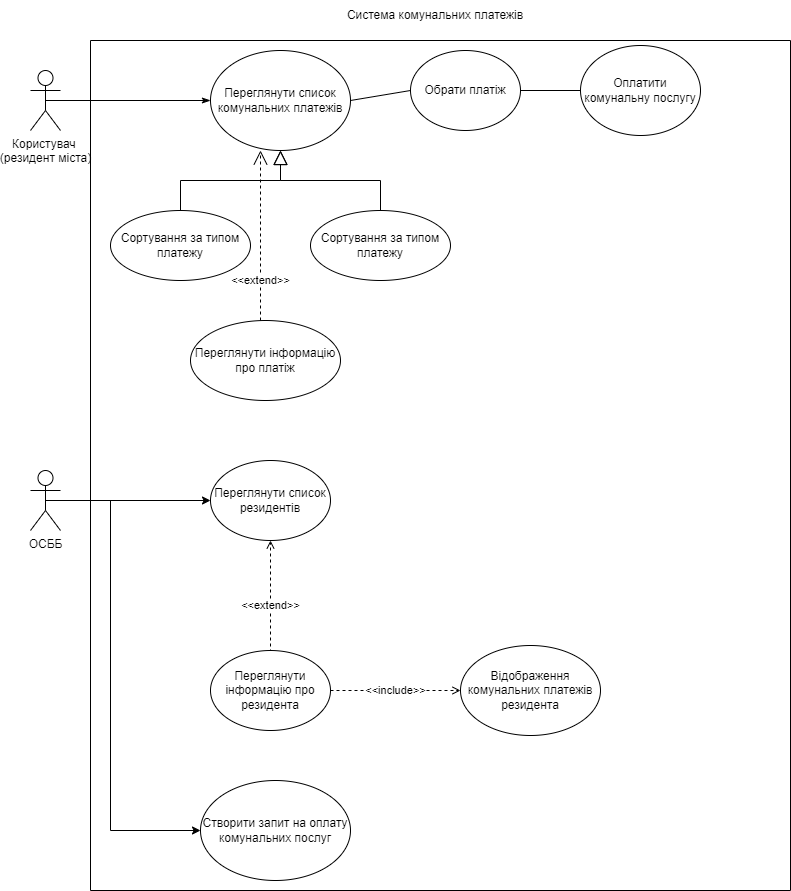 Система комунальних платежів
Переглянути список
комунальних платежів
Обрати платіж
Оплатити
комунальну послугу
Користувач
(резидент міста)
Сортування за типом
платежу
Сортування за типом
платежу
<<extend>>
Переглянути інформацію
про платіж
Переглянути список
резидентів
ОСББ
<<extend>>
Переглянути
інформацію про
резидента
<<include>>
Відображення
комунальних платежів
резидента
Створити запит на оплату
комунальних послуг